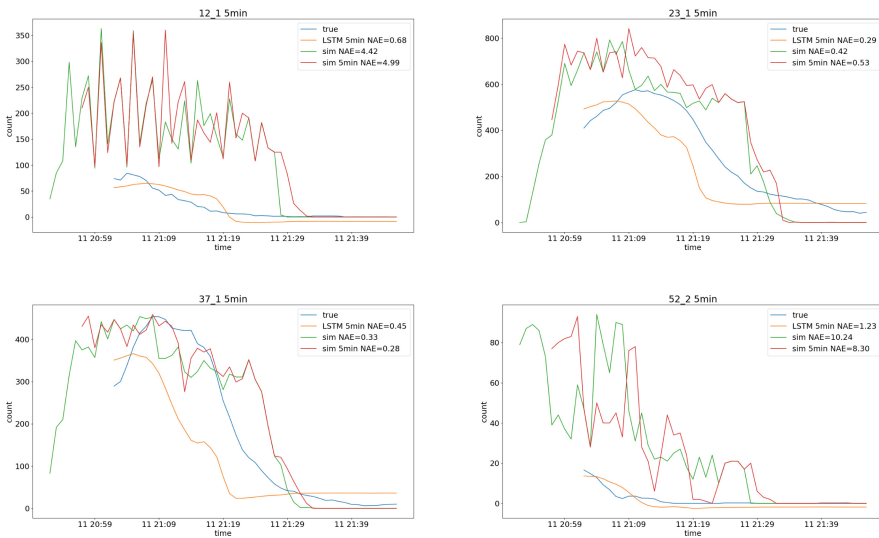 12_1 5min
true
LSTM 5min NAE=0.68
sim NAE=4.42
sim 5min NAE=4.99
count
350
300
250
200
150
100
50
0
11 20:59 11 21:09 11 21:19 11 21:29 11 21:39
time
23_1 5min
true
LSTM 5min NAE=0.29
sim NAE=0.42
sim 5min NAE=0.53
count
800
600
400
200
0
11 20:59 11 21:09 11 21:19 11 21:29 11 21:39
time
37_1 5min
true
LSTM 5min NAE=0.45
sim NAE=0.33
sim 5min NAE=0.28
count
400
300
200
100
0
11 20:59 11 21:09 11 21:19 11 21:29 11 21:39
time
52_2 5min
true
LSTM 5min NAE=1.23
sim NAE=10.24
sim 5min NAE=8.30
count
80
60
40
20
0
11 20:59 11 21:09 11 21:19 11 21:29 11 21:39
time